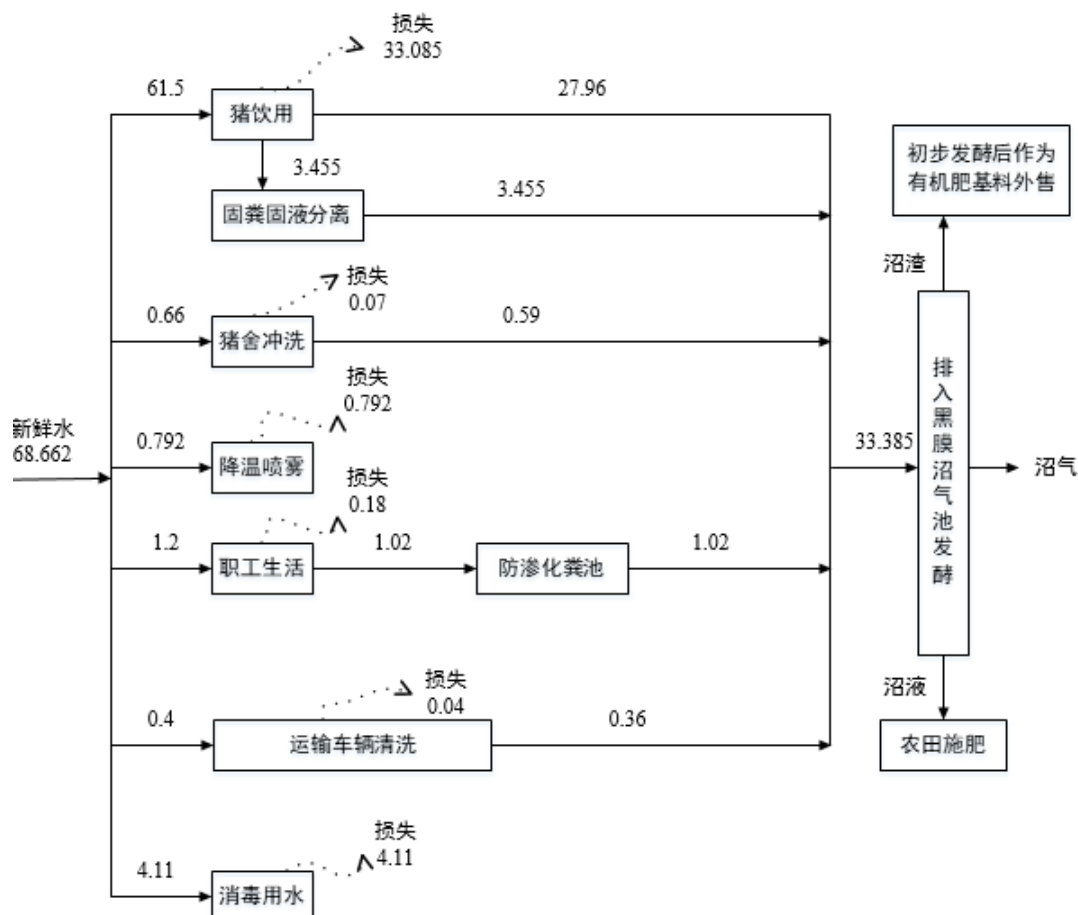 损失
33.085
61.5
猪饮用
27.96
3.455
固粪固液分离
3.455
初步发酵后作为
有机肥基料外售
沼渣
损失
0.07
0.66
猪舍冲洗
0.59
损失
0.792
新鲜水
68.662
0.792
降温喷雾
33.385
排入黑膜沼气池发酵
沼气
损失
0.18
1.2
职工生活
1.02
防渗化粪池
1.02
损失
0.04
0.4
运输车辆清洗
0.36
沼液
农田施肥
损失
4.11
4.11
消毒用水